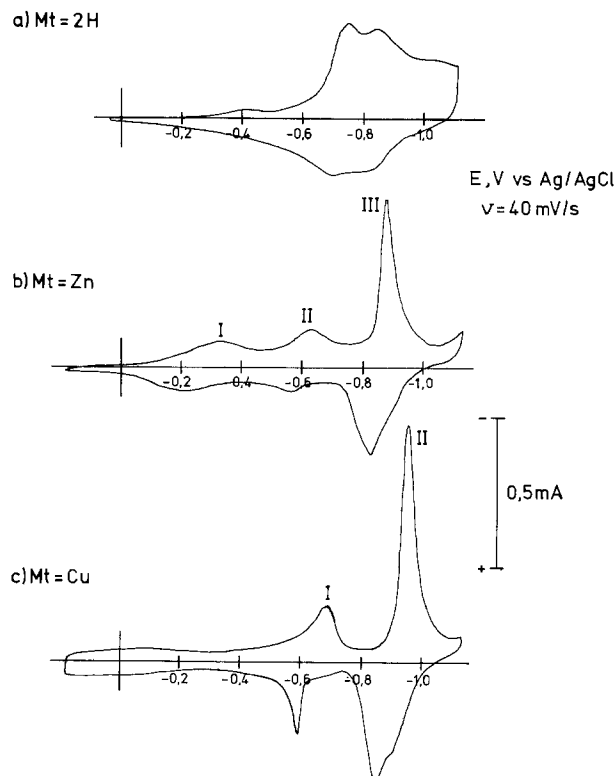 a) Mt = 2H
-0,2 -0,4 -0,6 -0,8 -1,0
E, V vs Ag/AgCl
ν = 40 mV/s
III
b) Mt = Zn
I II
-0,2 -0,4 -0,6 -0,8 -1,0
-
II
0,5mA
+
c) Mt = Cu
I
-0,2 -0,4 -0,6 -0,8 -1,0